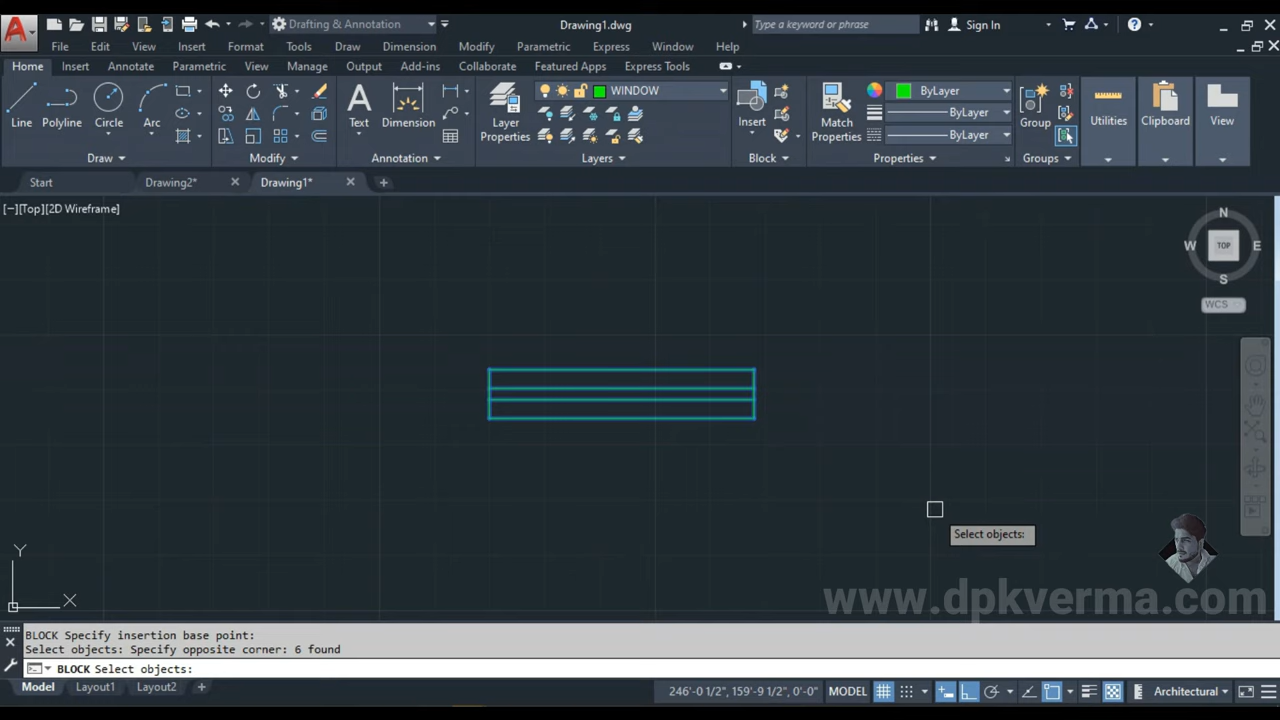 Drafting & Annotation
Drawing1.dwg
Type a keyword or phrase
Sign In
File Edit View Insert Format Tools Draw Dimension Modify Parametric Express Window Help
Home Insert Annotate Parametric View Manage Output Add-ins Collaborate Featured Apps Express Tools
WINDOW
ByLayer
Line Polyline Circle Arc Text Dimension Layer Properties Insert Match Properties Group Utilities Clipboard View
ByLayer
ByLayer
Draw Modify Annotation Layers Block Properties Groups
Start Drawing2* Drawing1*
[−][Top][2D Wireframe]
N
W TOP E
S
WCS
Select objects:
Y
X
www.dpkverma.com
BLOCK Specify insertion base point:
Select objects: Specify opposite corner: 6 found
BLOCK Select objects:
Model Layout1 Layout2
246'-0 1/2", 159'-9 1/2", 0'-0" MODEL Architectural